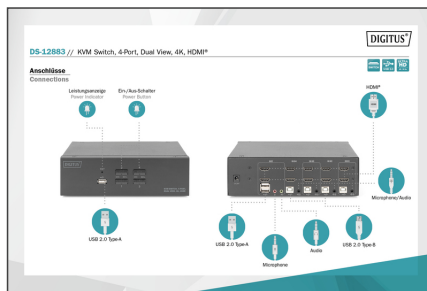 DIGITUS®
DS-12883 // KVM Switch, 4-Port, Dual View, 4K, HDMI®
Anschlüsse
Connections
Leistungsanzeige
Power Indicator
Ein-/Aus-Schalter
Power Button
HDMI®
DIGITUS
Microphone/Audio
USB 2.0 Type-A
USB 2.0 Type-A
Microphone
Audio
USB 2.0 Type-B